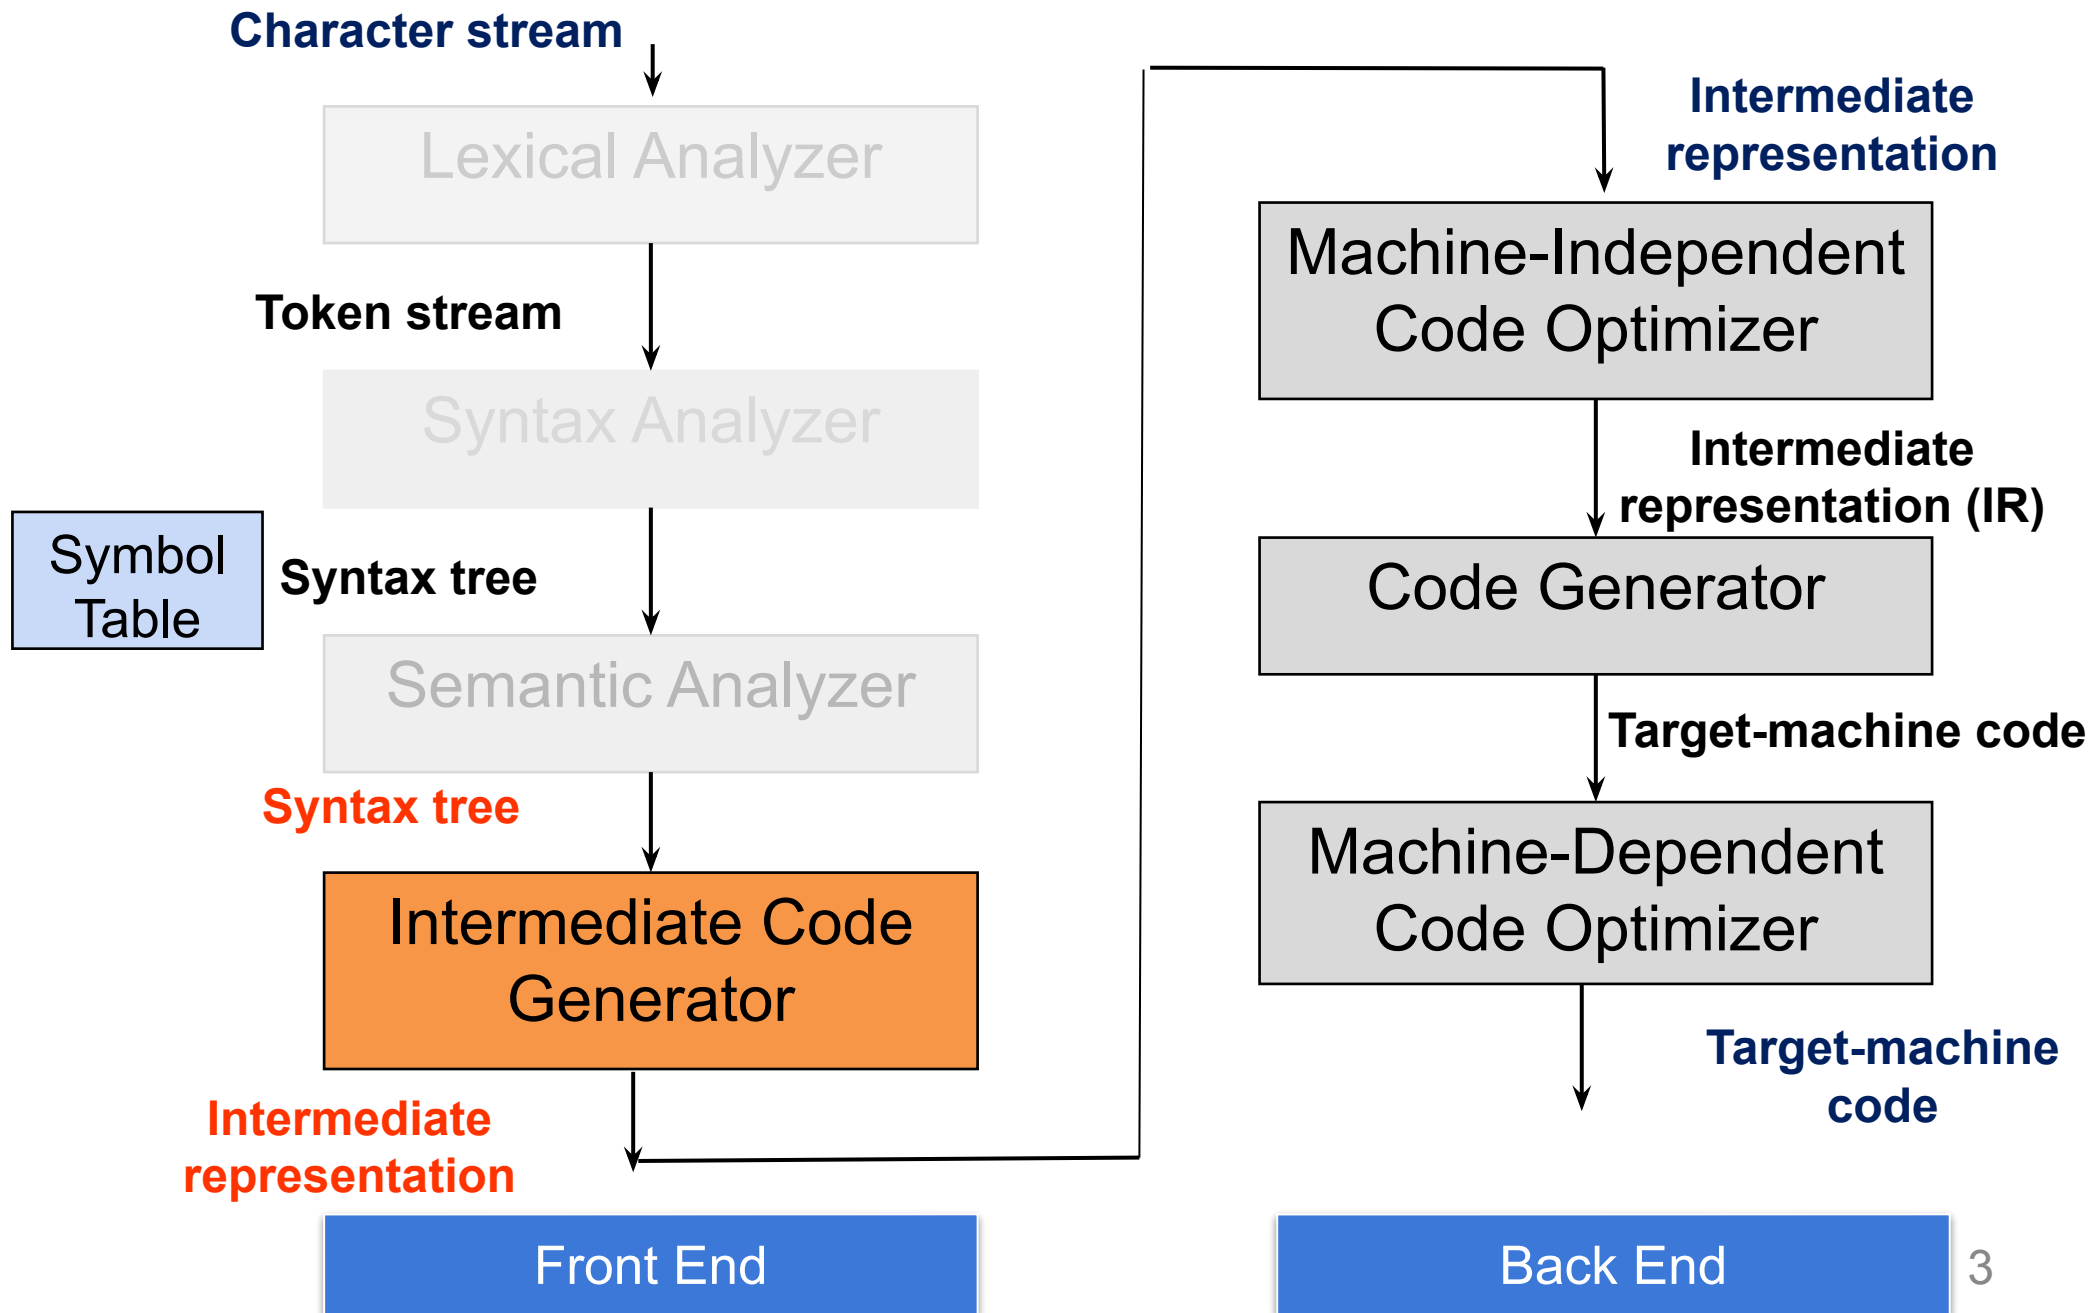 Character stream
Lexical Analyzer
Token stream
Syntax Analyzer
Symbol
Table
Syntax tree
Semantic Analyzer
Syntax tree
Intermediate Code
Generator
Intermediate
representation
Front End
Intermediate
representation
Machine-Independent
Code Optimizer
Intermediate
representation (IR)
Code Generator
Target-machine code
Machine-Dependent
Code Optimizer
Target-machine
code
Back End
3